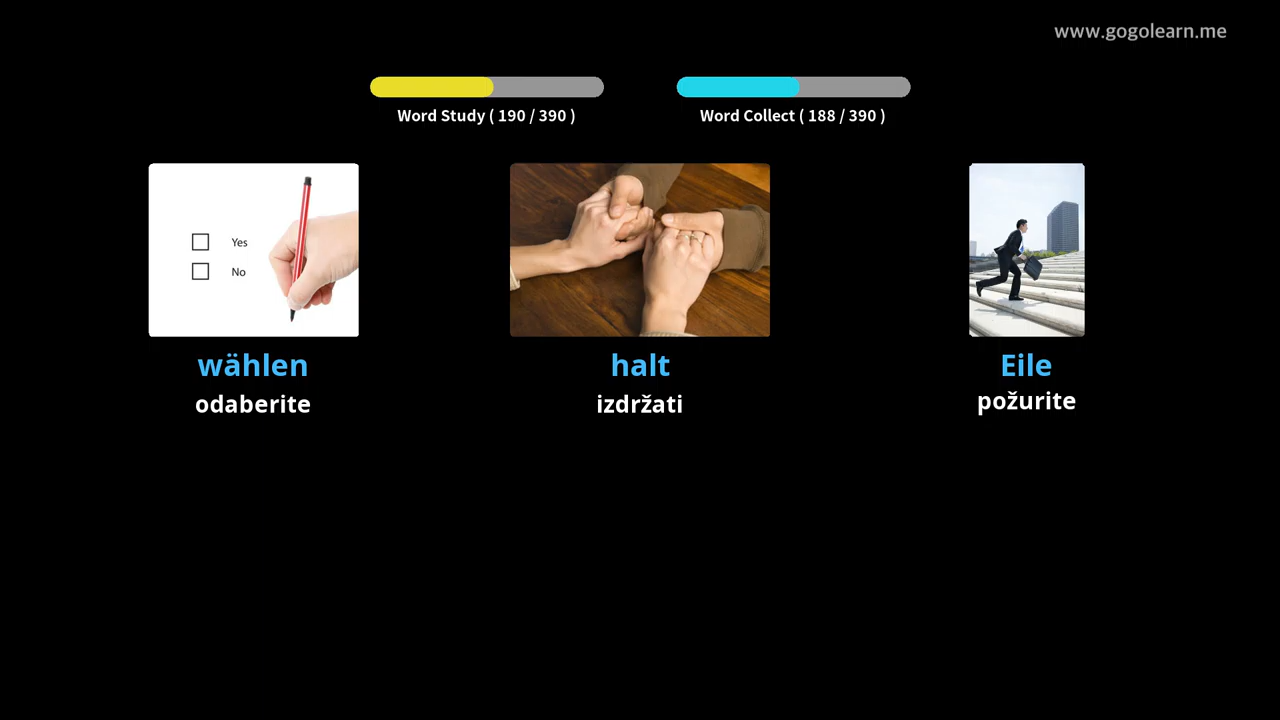 www.gogolearn.me
Word Study ( 190 / 390 )
Word Collect ( 188 / 390 )
Yes
No
wählen
halt
Eile
odaberite
izdržati
požurite